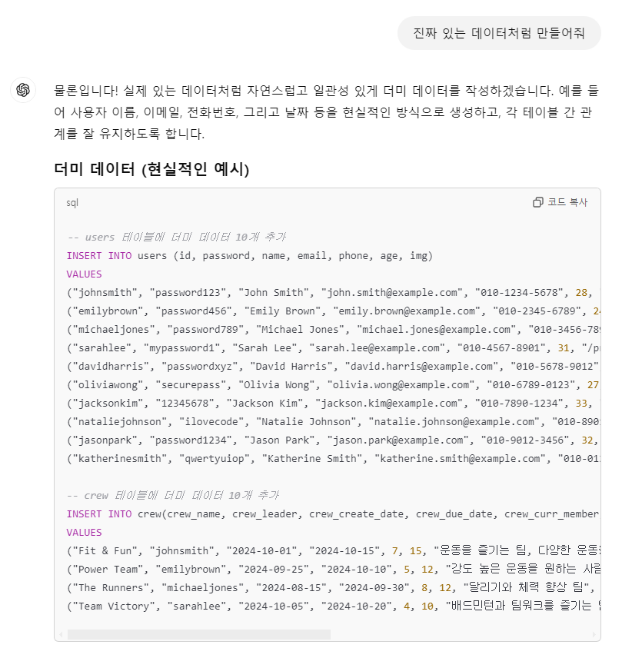 진짜 있는 데이터처럼 만들어줘
물론입니다! 실제 있는 데이터처럼 자연스럽고 일관성 있게 더미 데이터를 작성하겠습니다. 예를 들
어 사용자 이름, 이메일, 전화번호, 그리고 날짜 등을 현실적인 방식으로 생성하고, 각 테이블 간 관
계를 잘 유지하도록 합니다.
더미 데이터 (현실적인 예시)
sql 코드 복사
-- users 테이블에 더미 데이터 10개 추가
INSERT INTO users (id, password, name, email, phone, age, img)
VALUES
("johnsmith", "password123", "John Smith", "john.smith@example.com", "010-1234-5678", 28,
("emilybrown", "password456", "Emily Brown", "emily.brown@example.com", "010-2345-6789", 24
("michaeljones", "password789", "Michael Jones", "michael.jones@example.com", "010-3456-78
("sarahlee", "mypassword1", "Sarah Lee", "sarah.lee@example.com", "010-4567-8901", 31, "/p
("davidharris", "passwordxyz", "David Harris", "david.harris@example.com", "010-5678-9012"
("oliviawong", "securepass", "Olivia Wong", "olivia.wong@example.com", "010-6789-0123", 27
("jacksonkim", "12345678", "Jackson Kim", "jackson.kim@example.com", "010-7890-1234", 33,
("nataliejohnson", "ilovecode", "Natalie Johnson", "natalie.johnson@example.com", "010-890
("jasonpark", "password1234", "Jason Park", "jason.park@example.com", "010-9012-3456", 32,
("katherinesmith", "qwertyuiop", "Katherine Smith", "katherine.smith@example.com", "010-01
-- crew 테이블에 더미 데이터 10개 추가
INSERT INTO crew(crew_name, crew_leader, crew_create_date, crew_due_date, crew_curr_member
VALUES
("Fit & Fun", "johnsmith", "2024-10-01", "2024-10-15", 7, 15, "운동을 즐기는 팀, 다양한 운동
("Power Team", "emilybrown", "2024-09-25", "2024-10-10", 5, 12, "강도 높은 운동을 원하는 사람
("The Runners", "michaeljones", "2024-08-15", "2024-09-30", 8, 12, "달리기와 체력 향상 팀",
("Team Victory", "sarahlee", "2024-10-05", "2024-10-20", 4, 10, "배드민턴과 팀워크를 즐기는